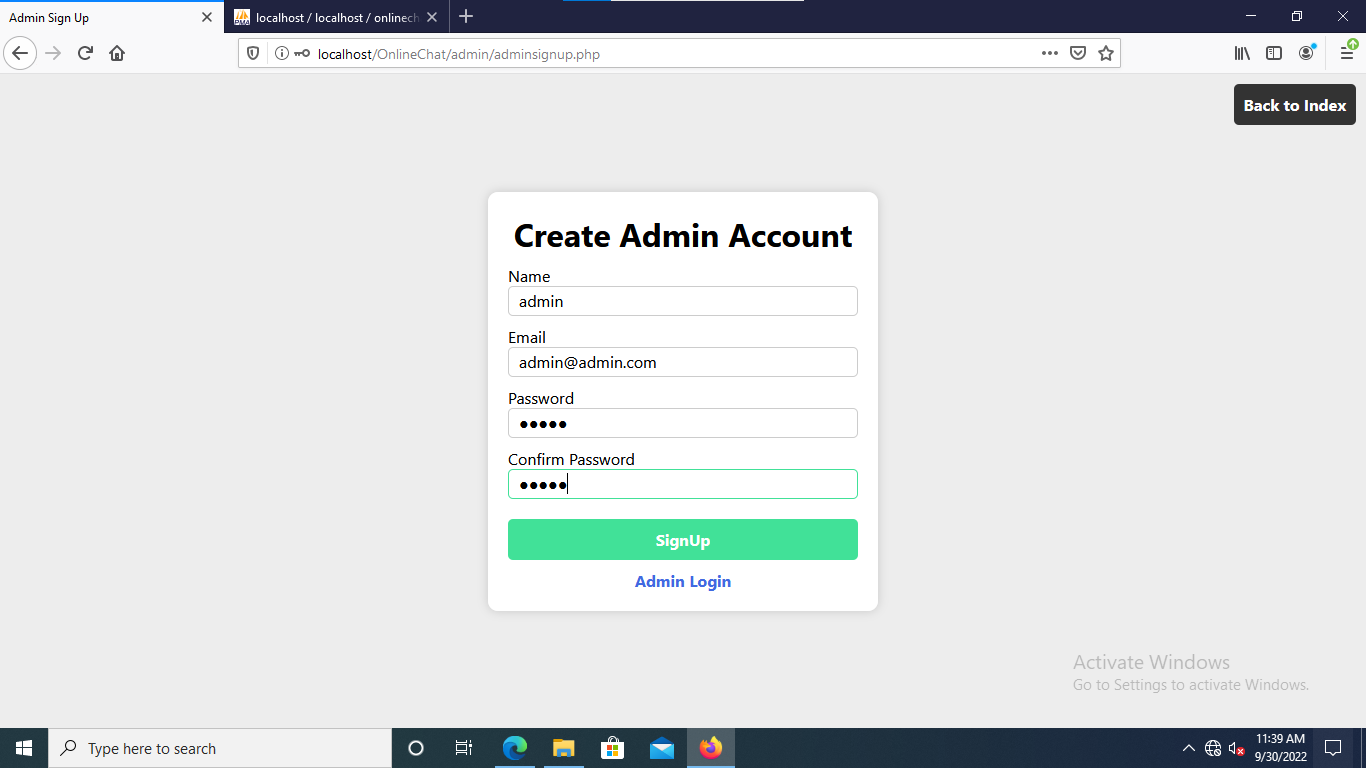 Admin Sign Up
localhost / localhost / onlinech
localhost/OnlineChat/admin/adminsignup.php
Back to Index
Create Admin Account
Name
admin
Email
admin@admin.com
Password
●●●●●
Confirm Password
●●●●●
SignUp
Admin Login
Activate Windows
Go to Settings to activate Windows.
Type here to search
11:39 AM
9/30/2022